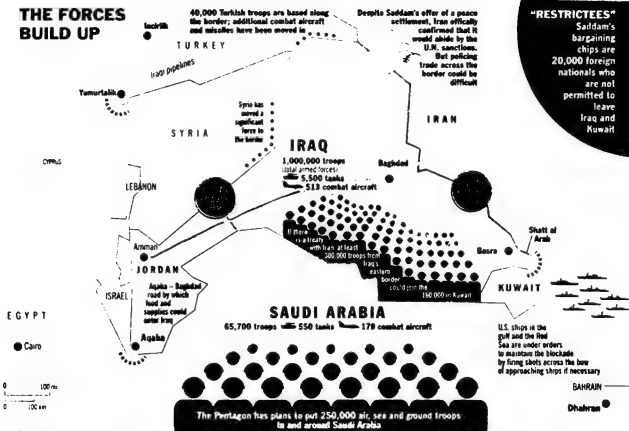 THE FORCES
BUILD UP
40,000 Turkish troops are based along
the border; additional combat aircraft
and missiles have been moved in
Despite Saddam's offer of a peace
settlement, Iran offically
confirmed that it
would abide by the
U.N. sanctions.
But policing
trade across the
border could be
difficult
"RESTRICTEES"
Saddam's
bargaining
chips are
20,000 foreign
nationals who
are not
permitted to
leave
Iraq and
Kuwait
Incirlik
TURKEY
Iraqi pipelines
Yumurtalik
Syria has
moved a
significant
force to
the border
SYRIA
IRAN
IRAQ
1,000,000 troops
(total armed forces)
5,500 tanks
513 combat aircraft
Baghdad
CYPRUS
LEBANON
If there
is a treaty
with Iran at least
300,000 troops from
Iraq's
eastern
border
could join the
160,000 in Kuwait
Shatt al
Arab
Basra
Amman
JORDAN
ISRAEL
Aqaba - Baghdad
road by which
food and
supplies could
enter Iraq
KUWAIT
SAUDI ARABIA
65,700 troops 550 tanks 179 combat aircraft
EGYPT
Cairo
Aqaba
U.S. ships in the
gulf and the Red
Sea are under orders
to maintain the blockade
by firing shots across the bow
of approaching ships if necessary
0 100 mi
0 100 km
BAHRAIN
Dhahran
The Pentagon has plans to put 250,000 air, sea and ground troops
in and around Saudi Arabia